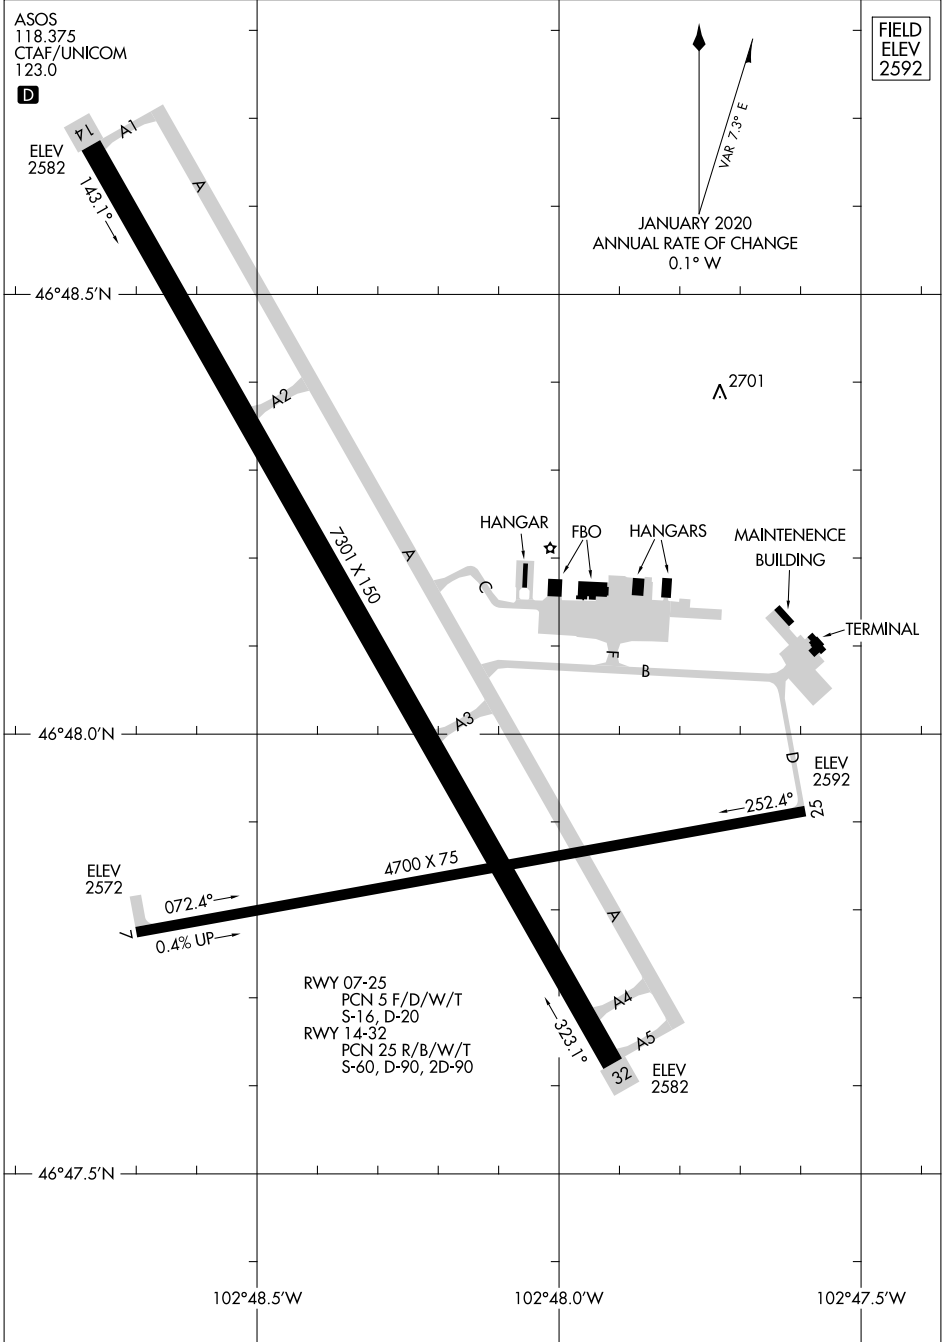 ASOS
118.375
CTAF/UNICOM
123.0
D
FIELD
ELEV
2592
VAR 7.3° E
JANUARY 2020
ANNUAL RATE OF CHANGE
0.1° W
14
A1
ELEV
2582
143.1°
A
46°48.5'N
2701
A2
7301 X 150
A
HANGAR
FBO
HANGARS
MAINTENENCE
BUILDING
C
TERMINAL
F
B
A3
46°48.0'N
D
ELEV
2592
252.4°
25
4700 X 75
ELEV
2572
072.4°
7
0.4% UP
A
RWY 07-25
PCN 5 F/D/W/T
S-16, D-20
RWY 14-32
PCN 25 R/B/W/T
S-60, D-90, 2D-90
A4
323.1°
A5
32
ELEV
2582
46°47.5'N
102°48.5'W
102°48.0'W
102°47.5'W